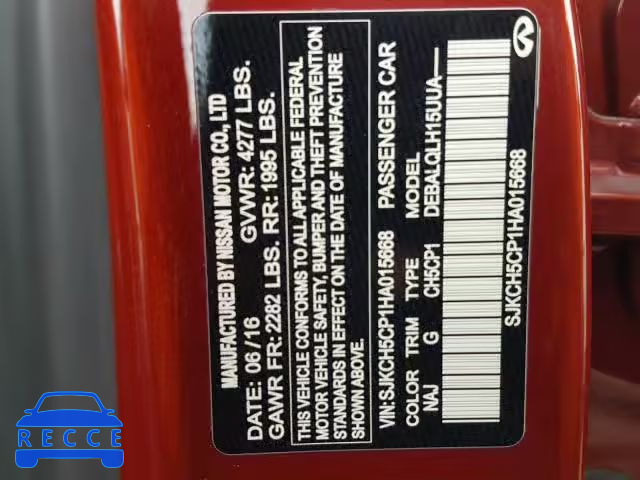 MANUFACTURED BY NISSAN MOTOR CO., LTD
DATE: 06 / 16 GVWR: 4277 LBS.
GAWR FR: 2282 LBS. RR: 1995 LBS.
THIS VEHICLE CONFORMS TO ALL APPLICABLE FEDERAL
MOTOR VEHICLE SAFETY, BUMPER AND THEFT PREVENTION
STANDARDS IN EFFECT ON THE DATE OF MANUFACTURE
SHOWN ABOVE.
VIN:SJKCH5CP1HA015668 PASSENGER CAR
COLOR TRIM TYPE MODEL
NAJ G CH5CP1 DEBALQLH15UUA——
SJKCH5CP1HA015668
RECCE